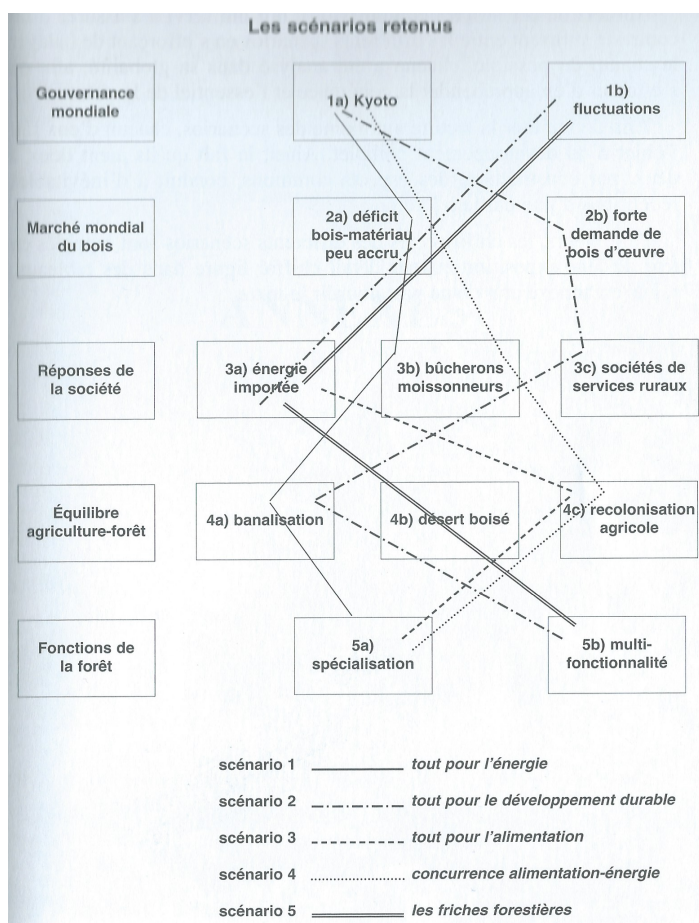 Les scénarios retenus
Gouvernance
mondiale
1a) Kyoto
1b)
fluctuations
Marché mondial
du bois
2a) déficit
bois-matériau
peu accru
2b) forte
demande de
bois d'œuvre
Réponses de
la société
3a) énergie
importée
3b) bûcherons
moissonneurs
3c) sociétés de
services ruraux
Équilibre
agriculture-forêt
4a) banalisation
4b) désert boisé
4c) recolonisation
agricole
Fonctions de
la forêt
5a)
spécialisation
5b) multi-
fonctionnalité
scénario 1 tout pour l'énergie
scénario 2 tout pour le développement durable
scénario 3 tout pour l'alimentation
scénario 4 concurrence alimentation-énergie
scénario 5 les friches forestières